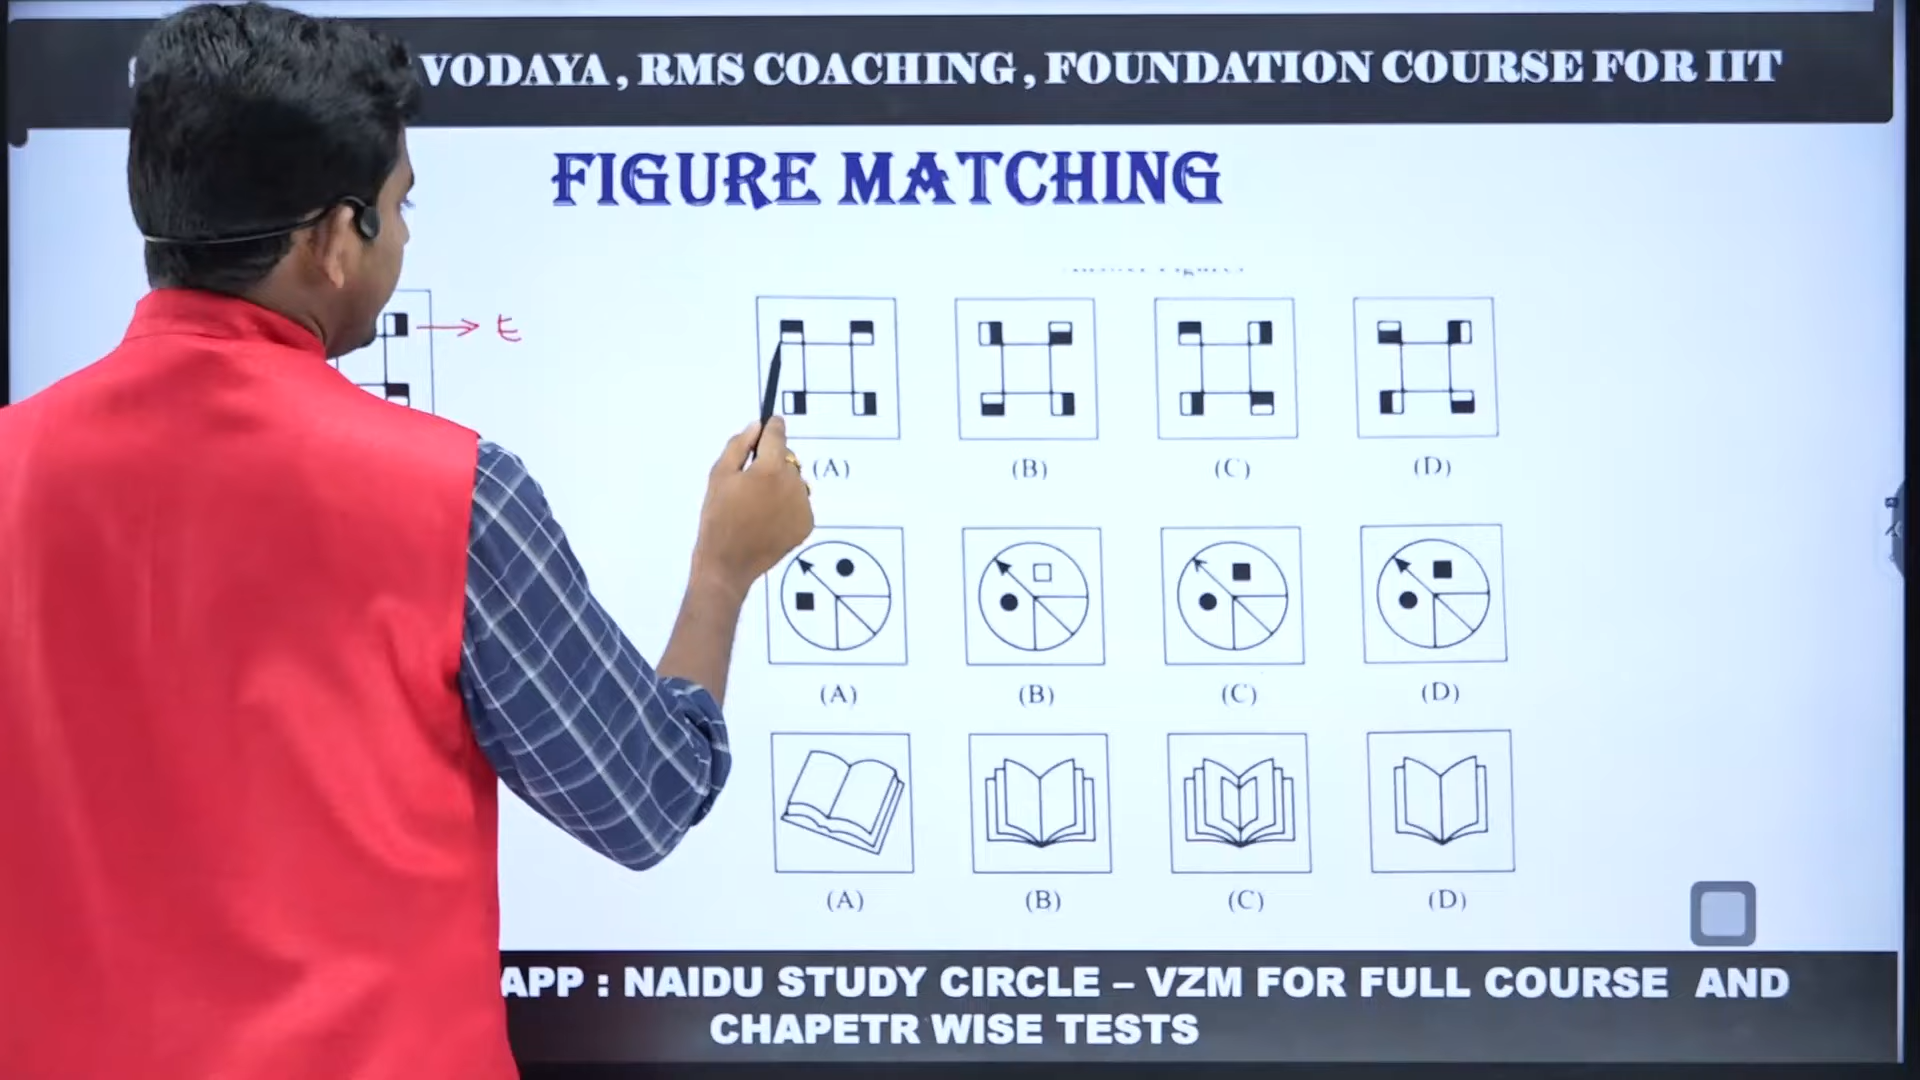 VODAYA , RMS COACHING , FOUNDATION COURSE FOR IIT
FIGURE MATCHING
E
(A) (B) (C) (D)
(A) (B) (C) (D)
(A) (B) (C) (D)
APP : NAIDU STUDY CIRCLE – VZM FOR FULL COURSE AND
CHAPETR WISE TESTS